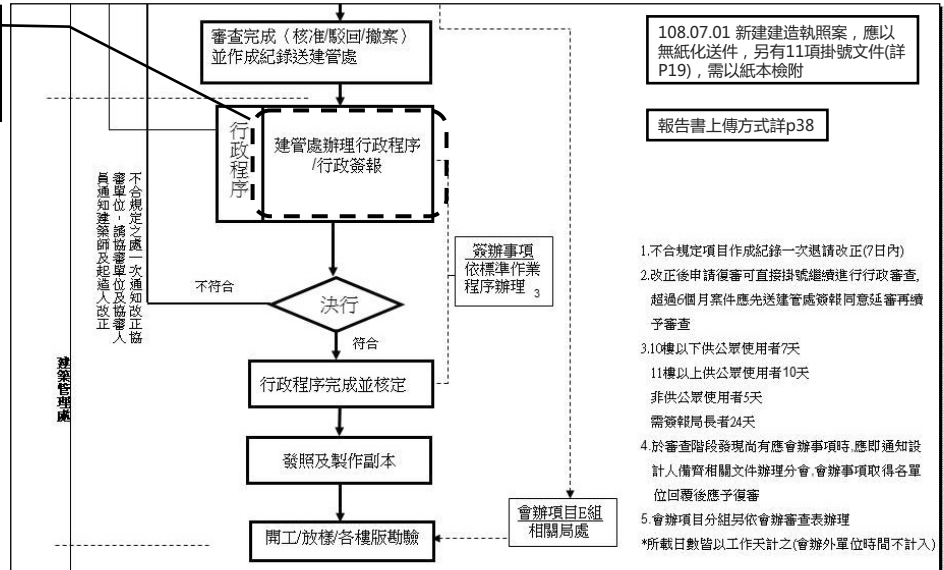 審查完成（核准/駁回/撤案）
並作成紀錄送建管處
108.07.01 新建建造執照案，應以
無紙化送件，另有11項掛號文件(詳
P19)，需以紙本檢附
報告書上傳方式詳p38
行政程序
建管處辦理行政程序
/行政簽報
不合規定之處一次通知改正協
審單位，請協審單位及協審人
員通知建築師及起造人改正
簽辦事項
依標準作業
程序辦理 3
不符合
決行
符合
行政程序完成並核定
建築管理處
發照及製作副本
會辦項目E組
相關局處
開工/放樣/各樓版勘驗
1.不合規定項目作成紀錄一次退請改正(7日內)
2.改正後申請復審可直接掛號繼續進行行政審查,
超過6個月案件應先送建管處簽報同意延審再續
予審查
3.10樓以下供公眾使用者7天
11樓以上供公眾使用者10天
非供公眾使用者5天
需簽報局長者24天
4.於審查階段發現尚有應會辦事項時,應即通知設
計人備齊相關文件辦理分會,會辦事項取得各單
位回覆後應予復審
5.會辦項目分組另依會辦審查表辦理
*所載日數皆以工作天計之(會辦外單位時間不計入)